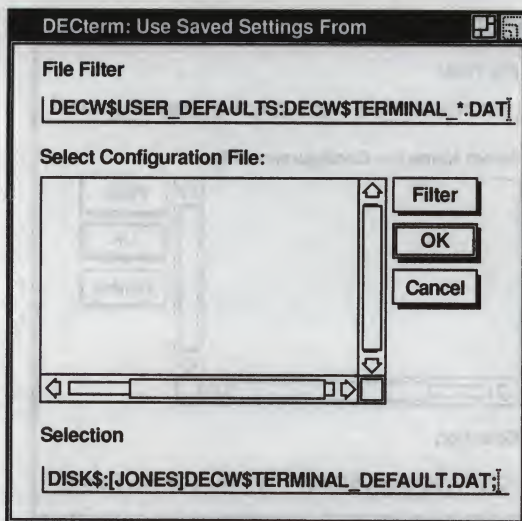 DECterm: Use Saved Settings From
File Filter
DECW$USER_DEFAULTS:DECW$TERMINAL_*.DAT
Select Configuration File:
Filter
OK
Cancel
Selection
DISK$:[JONES]DECW$TERMINAL_DEFAULT.DAT;